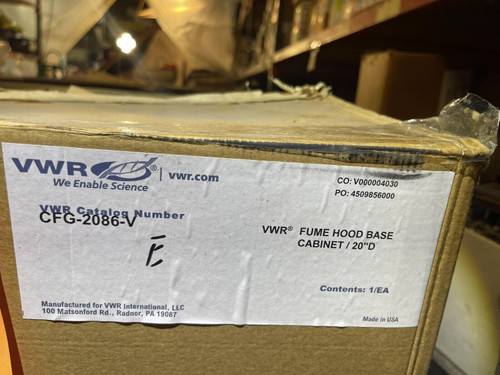 VWR® | vwr.com
We Enable Science
CO: V000004030
PO: 4509856000
VWR Catalog Number
CFG-2086-V
E
VWR® FUME HOOD BASE
CABINET / 20"D
Contents: 1/EA
Manufactured for VWR International, LLC
100 Matsonford Rd., Radnor, PA 19087
Made in USA